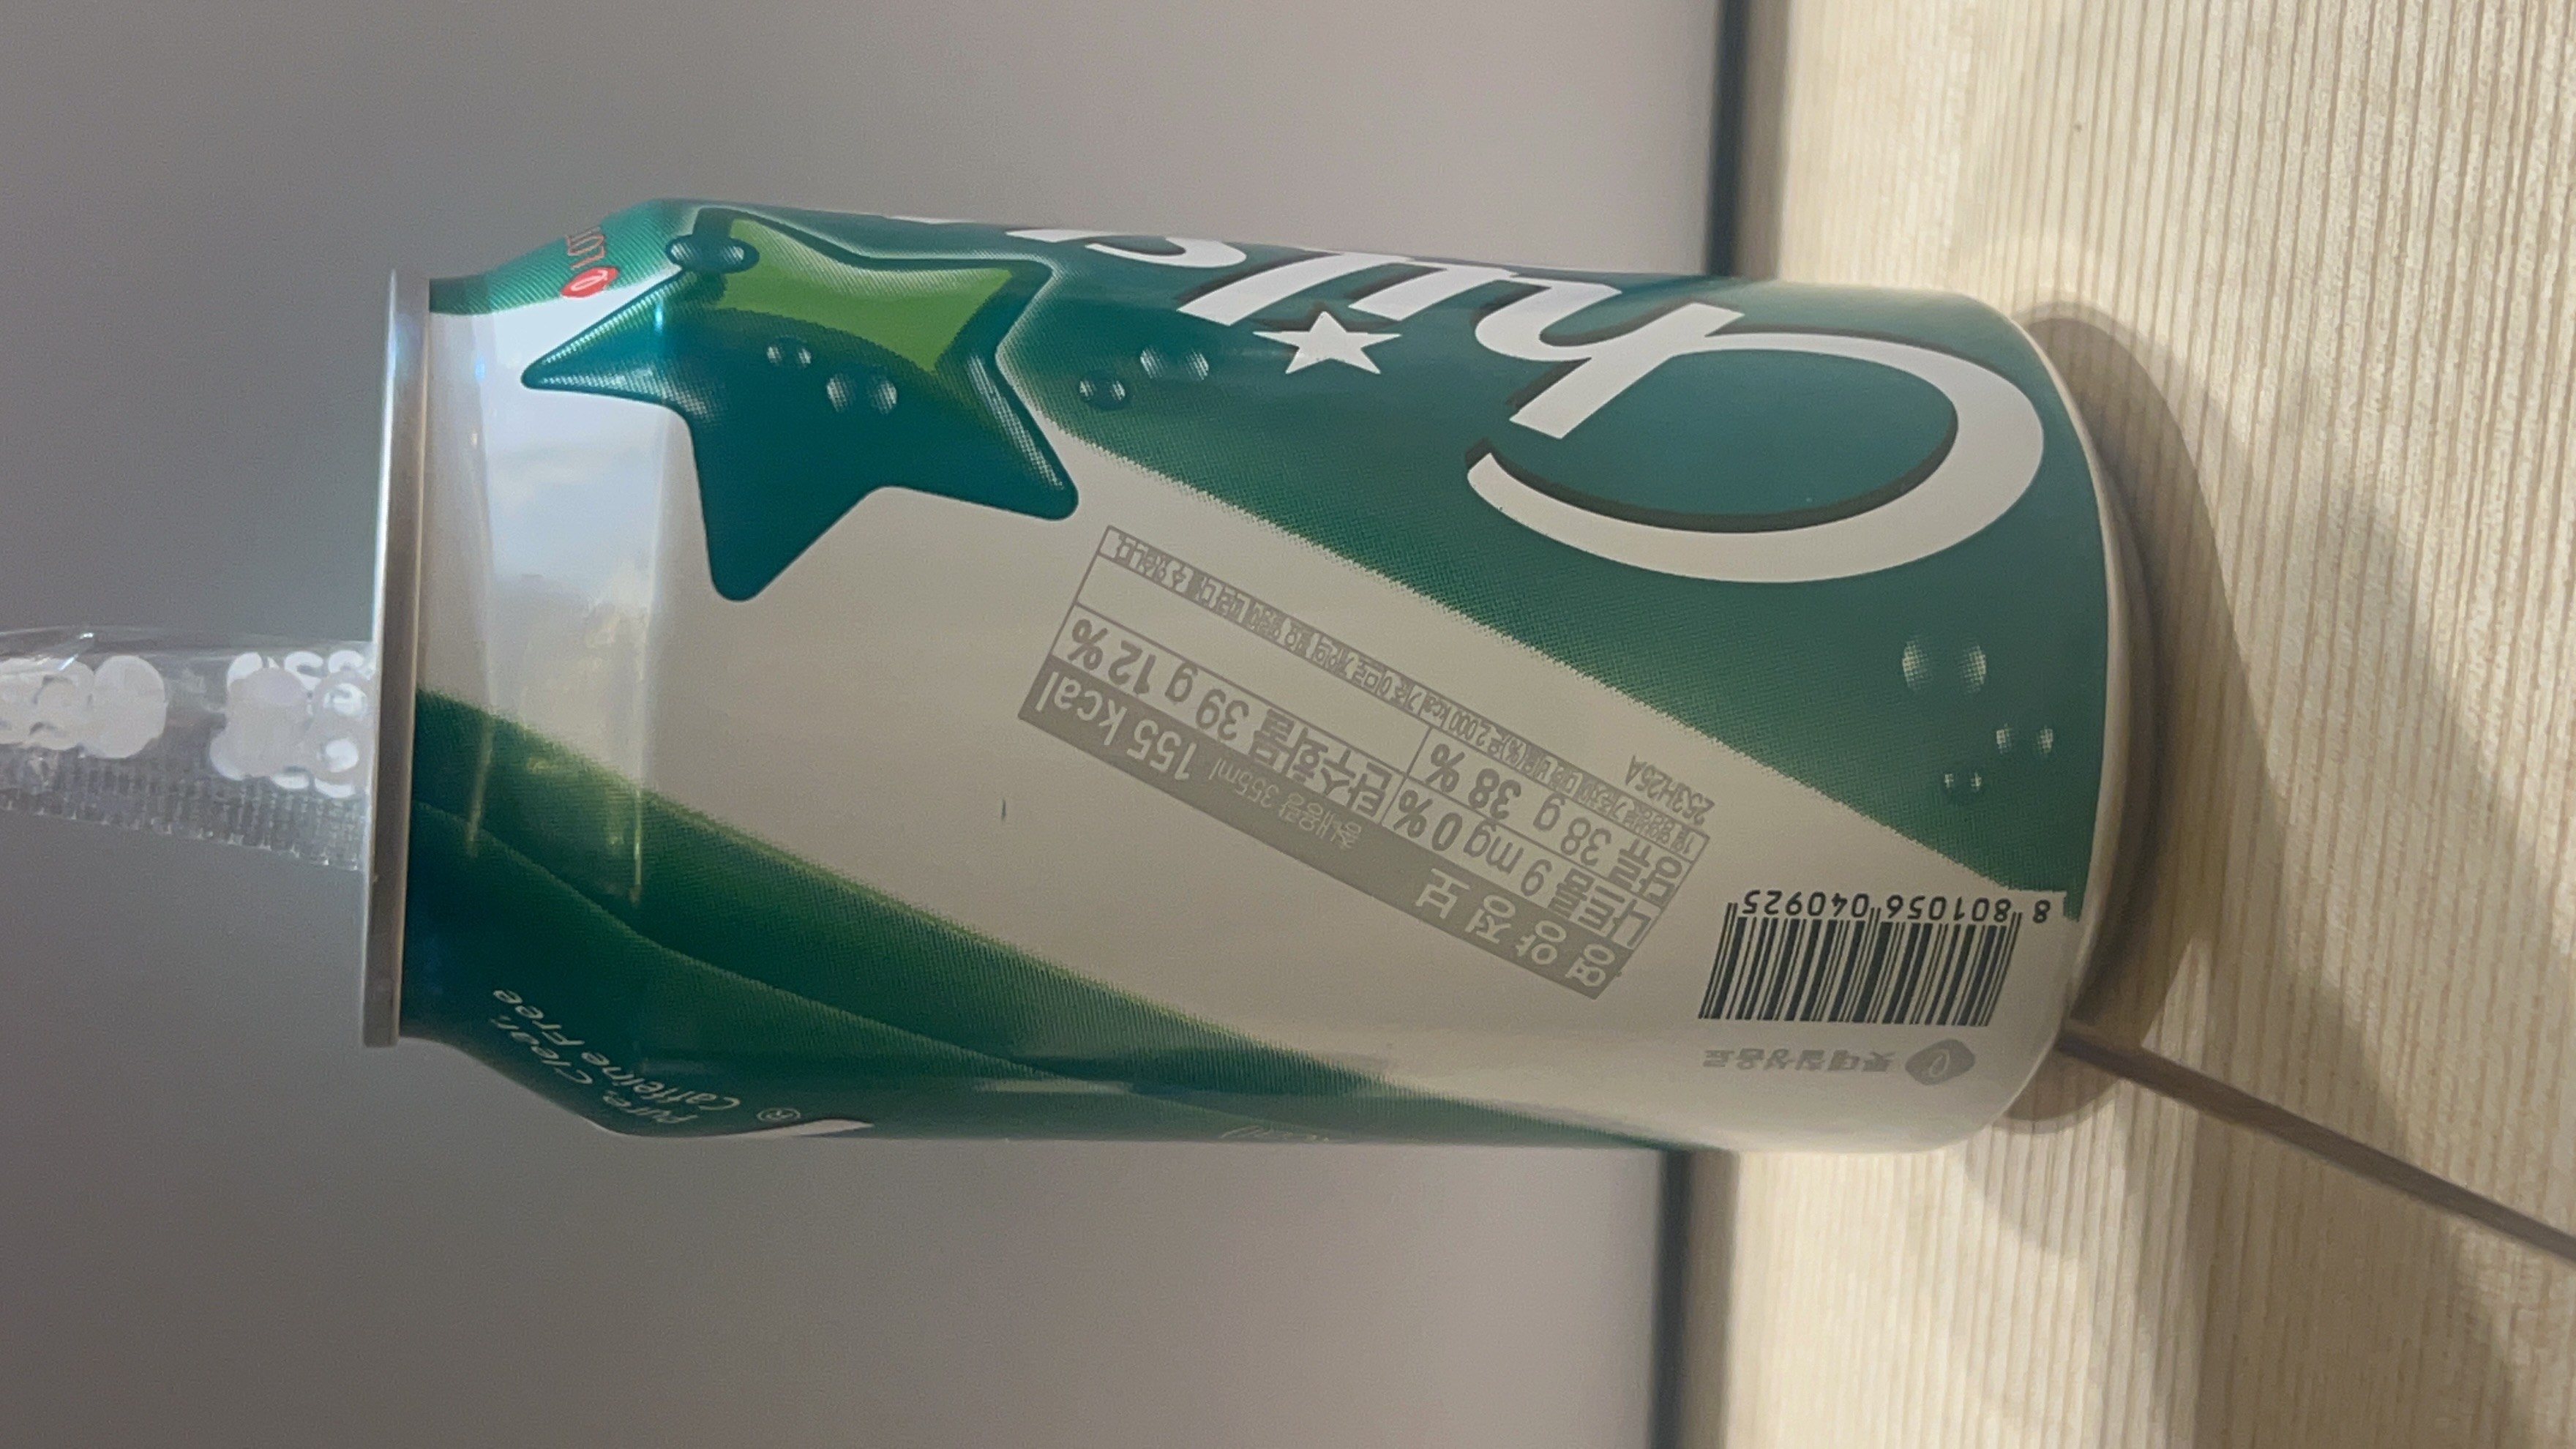 Pure. Clear.
Caffeine Free
®
LOT
Chils
영양정보 총내용량 355ml 155 kcal
나트륨 9 mg 0 % 탄수화물 39 g 12 %
당류 38 g 38 %
1일 영양성분 기준치에 대한 비율(%)은 2,000 kcal 기준이므로 개인의 필요 열량에 따라 다를 수 있습니다.
253H25A
롯데칠성음료
8 801056 040925